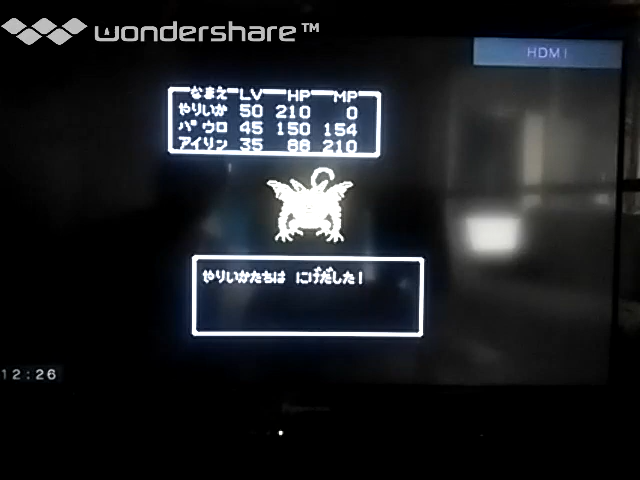 wondershare™
HDMI
なまえ LV HP MP
やりいか 50 210 0
パウロ 45 150 154
アイリン 35 88 210
やりいかたちは にげだした！
12:26